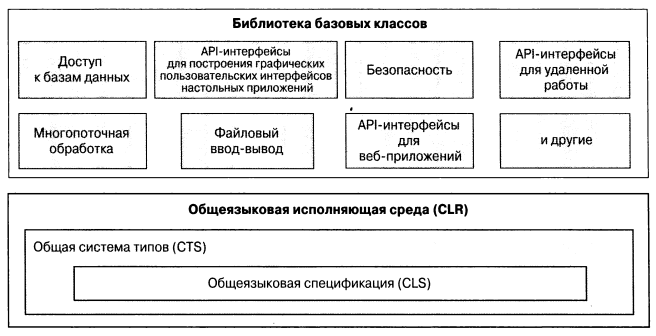 Библиотека базовых классов
Доступ
к базам данных
API-интерфейсы
для построения графических
пользовательских интерфейсов
настольных приложений
Безопасность
API-интерфейсы
для удаленной
работы
Многопоточная
обработка
Файловый
ввод-вывод
API-интерфейсы
для
веб-приложений
и другие
Общеязыковая исполняющая среда (CLR)
Общая система типов (CTS)
Общеязыковая спецификация (CLS)